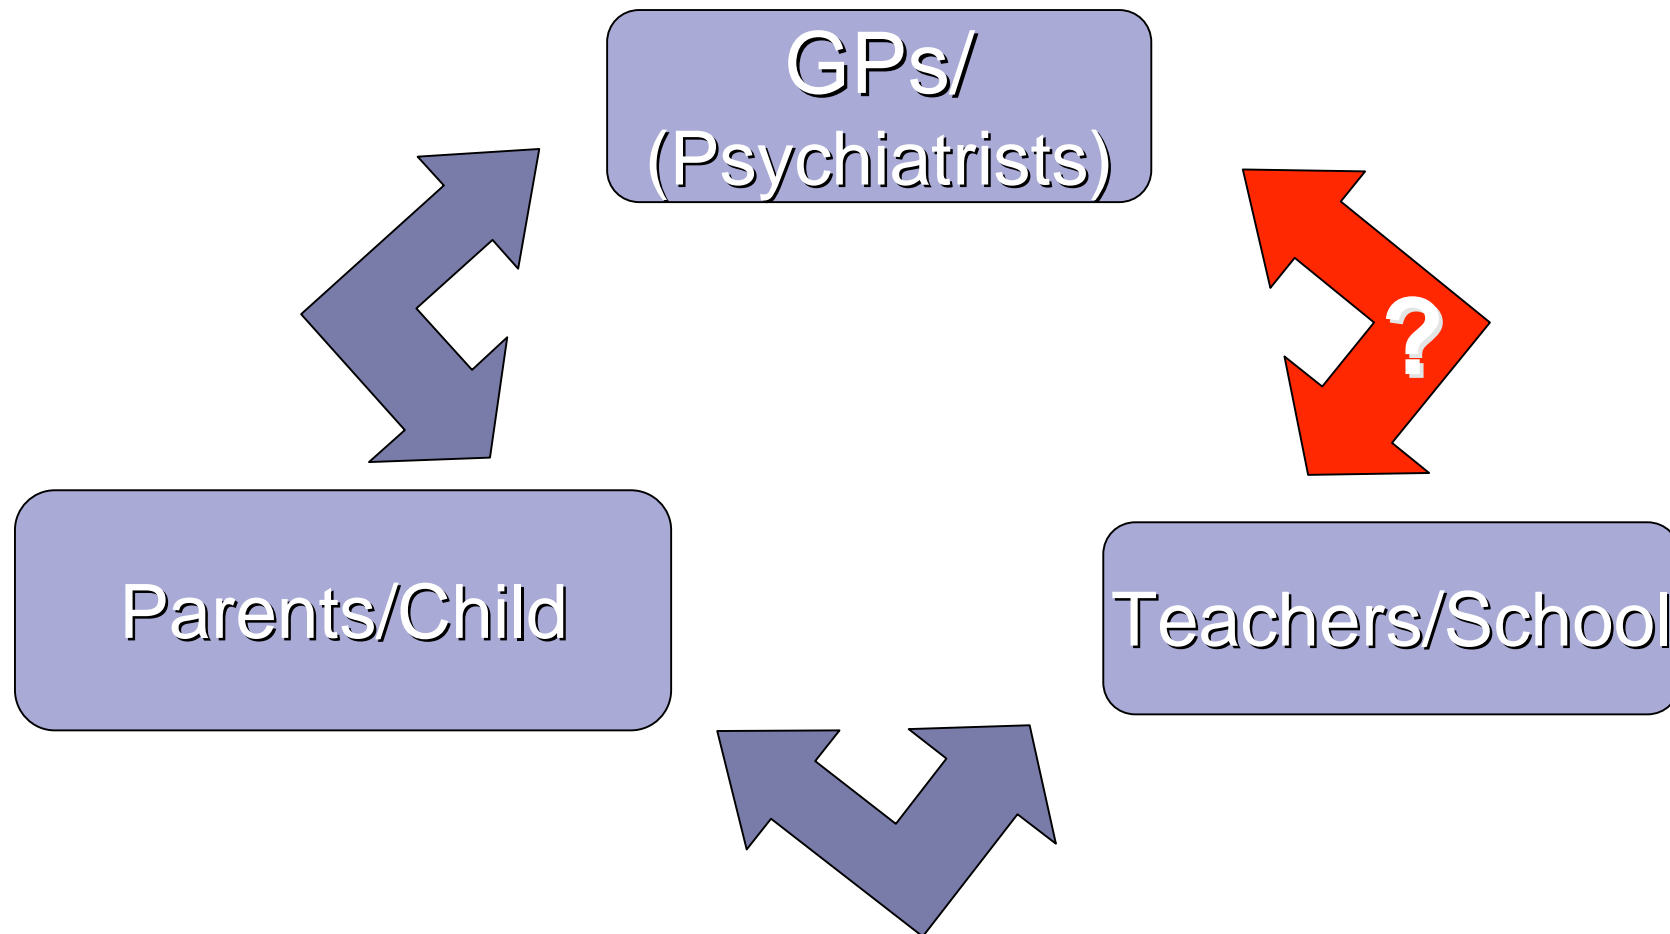 GPs/
(Psychiatrists)
?
Parents/Child
Teachers/School